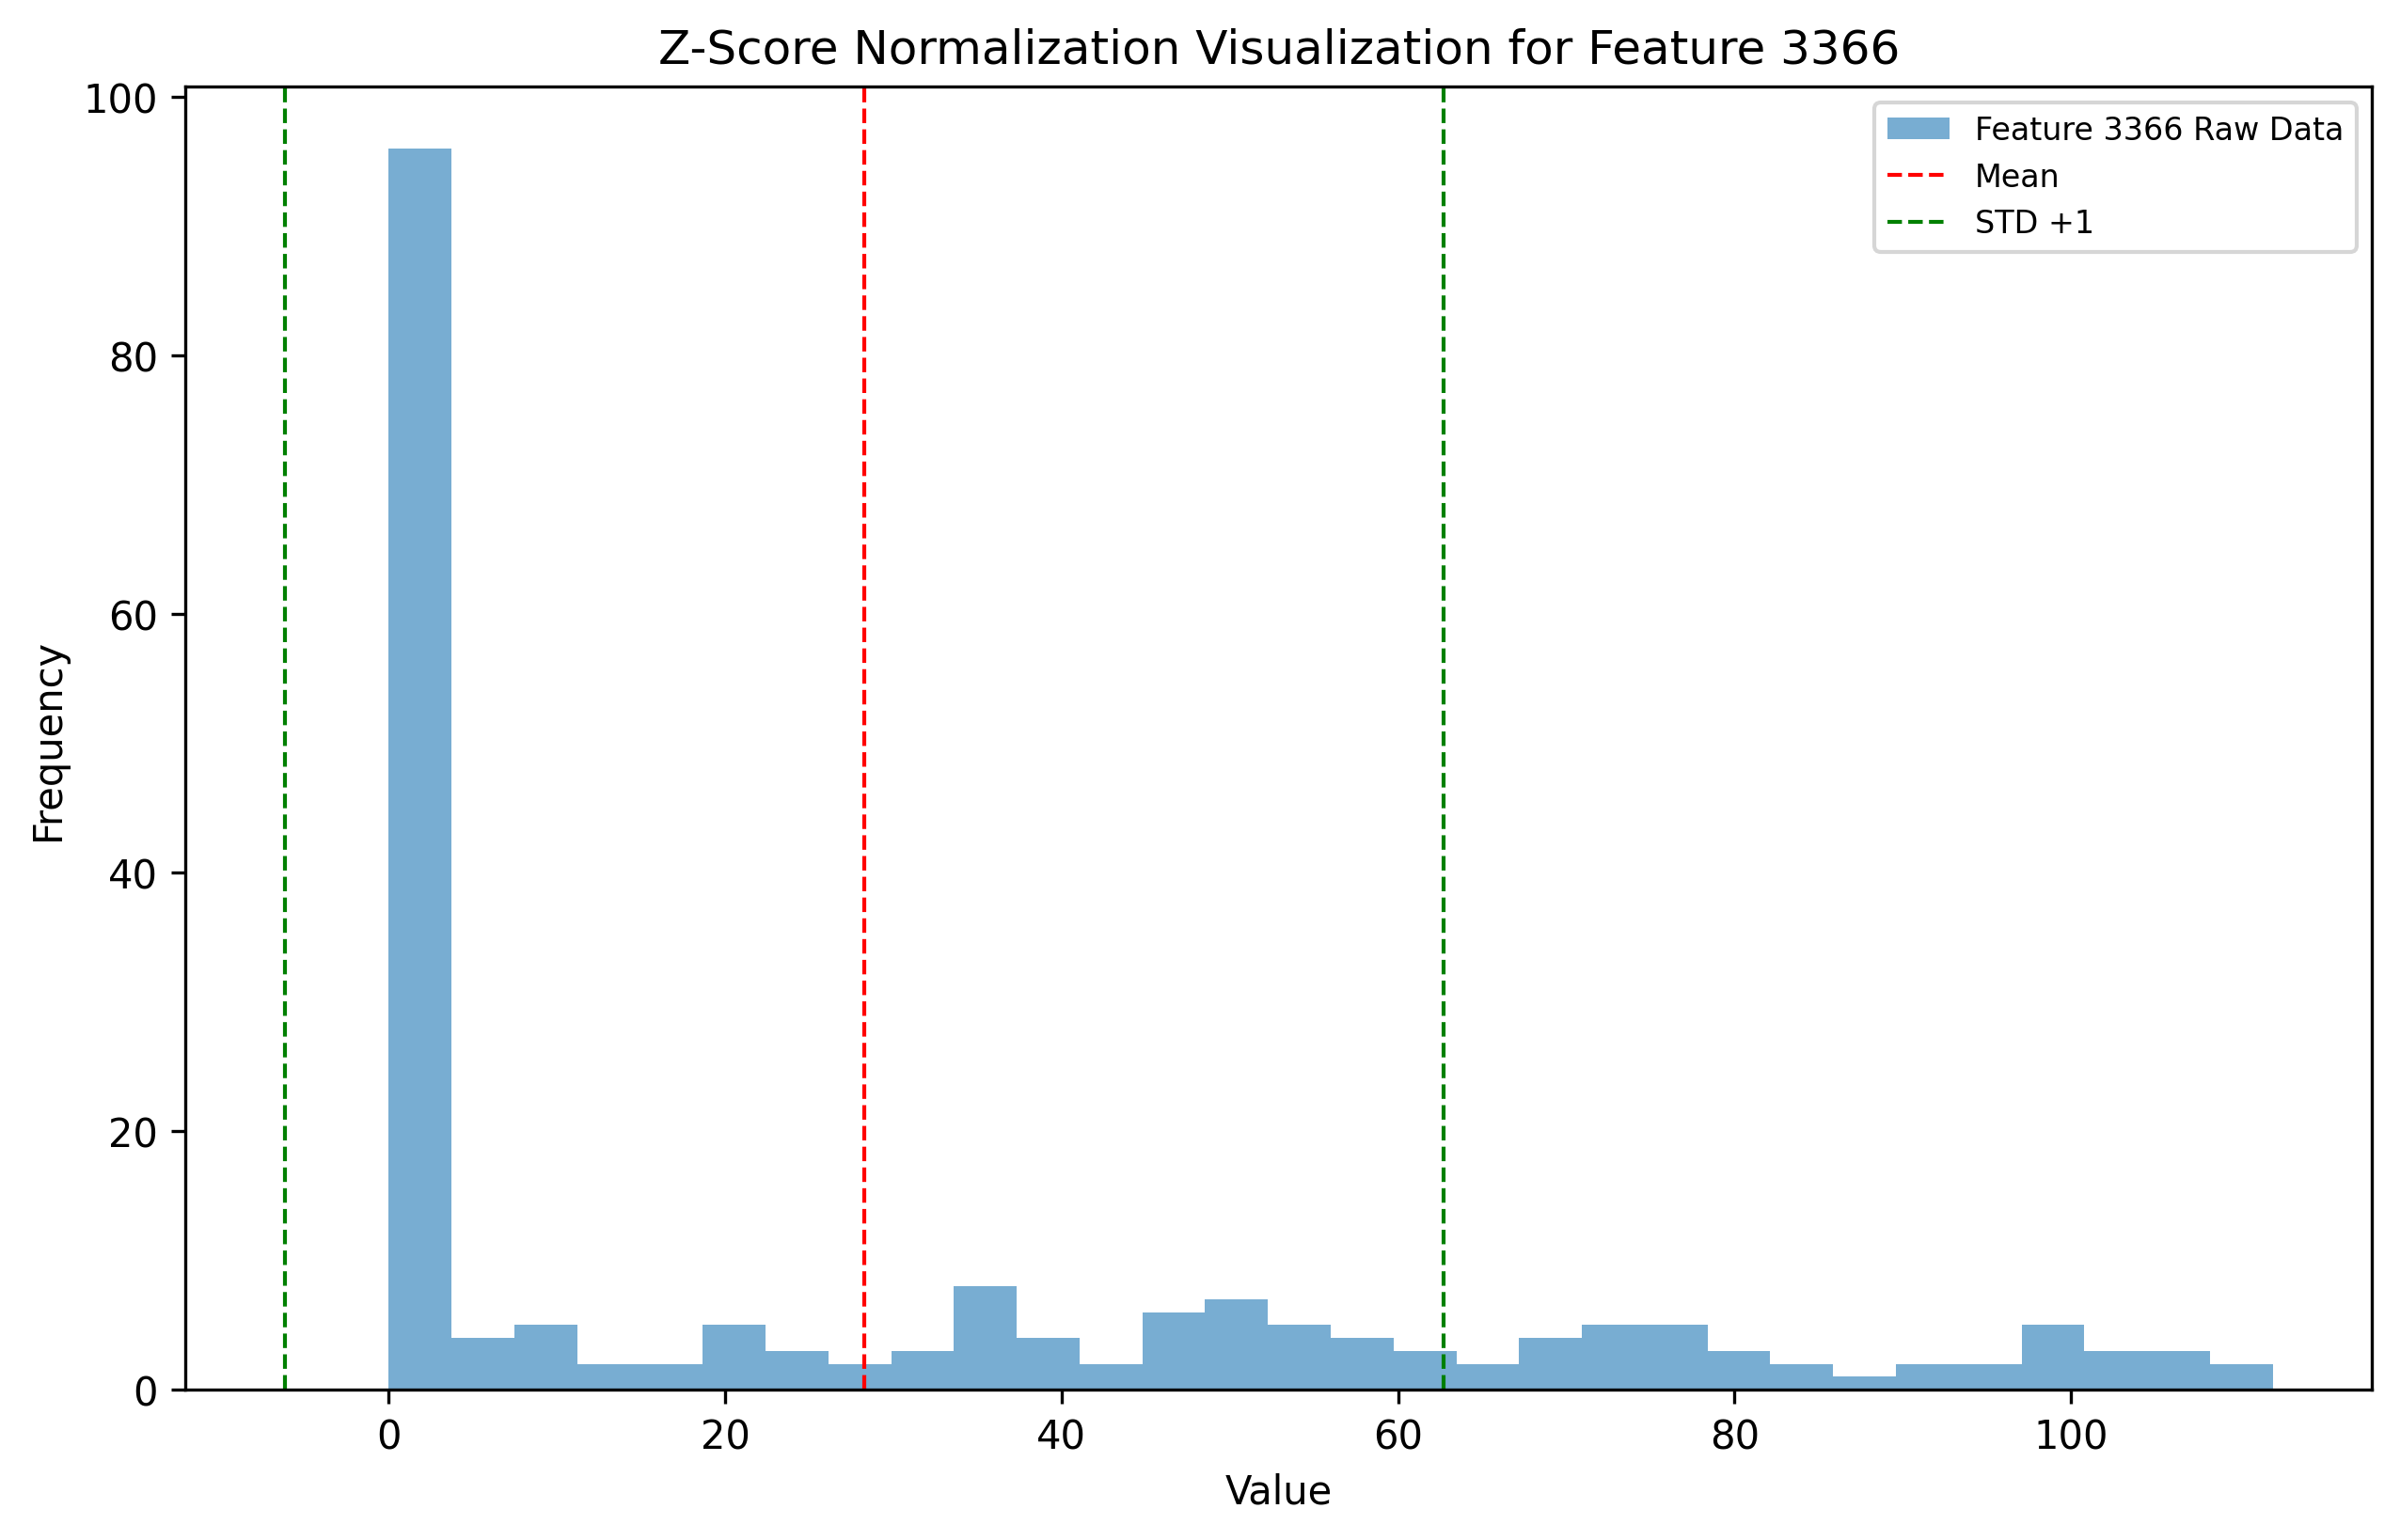 Z-Score Normalization Visualization for Feature 3366
Feature 3366 Raw Data
Mean
STD +1
100
80
60
40
20
0
Frequency
0 20 40 60 80 100
Value